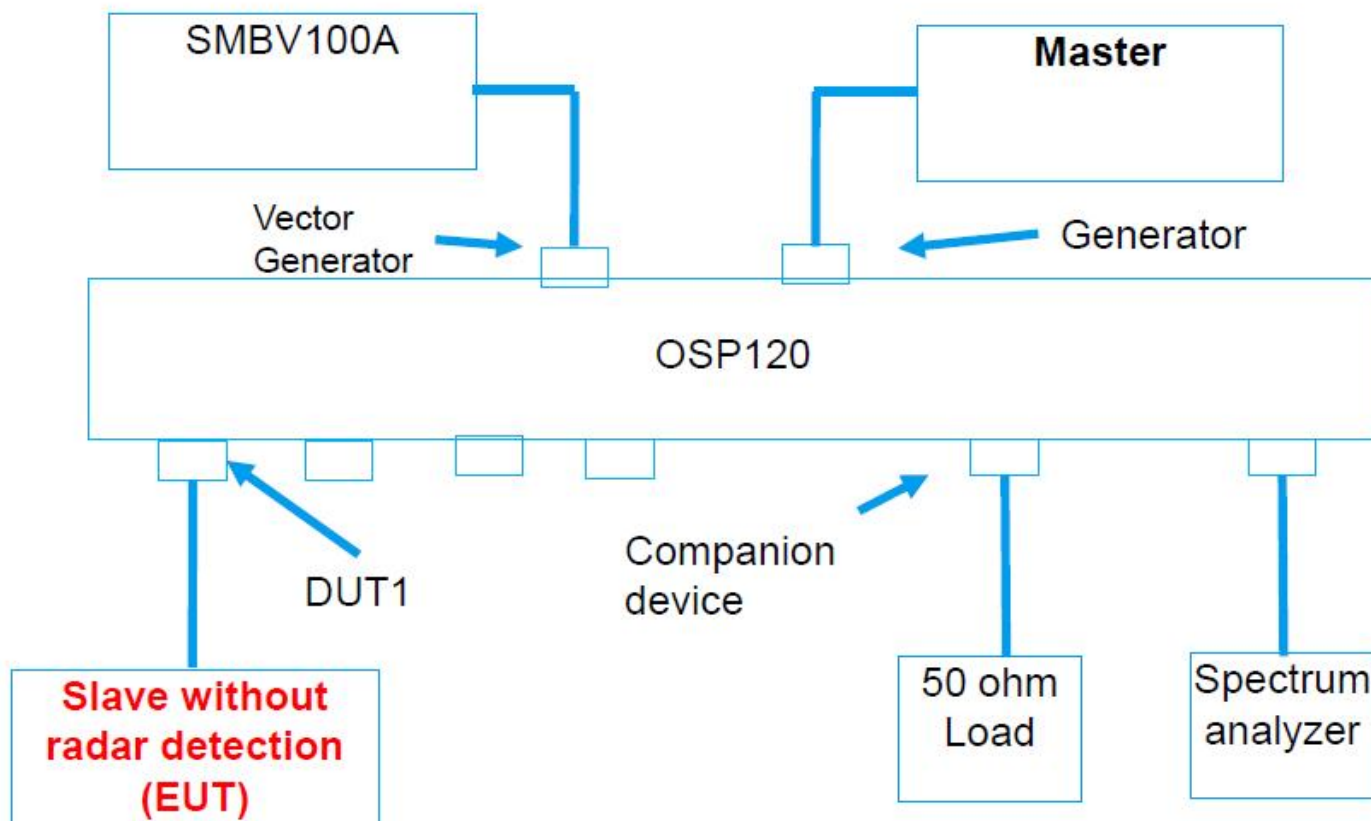 SMBV100A
Master
Vector
Generator
Generator
OSP120
DUT1
Companion
device
Slave without
radar detection
(EUT)
50 ohm
Load
Spectrum
analyzer